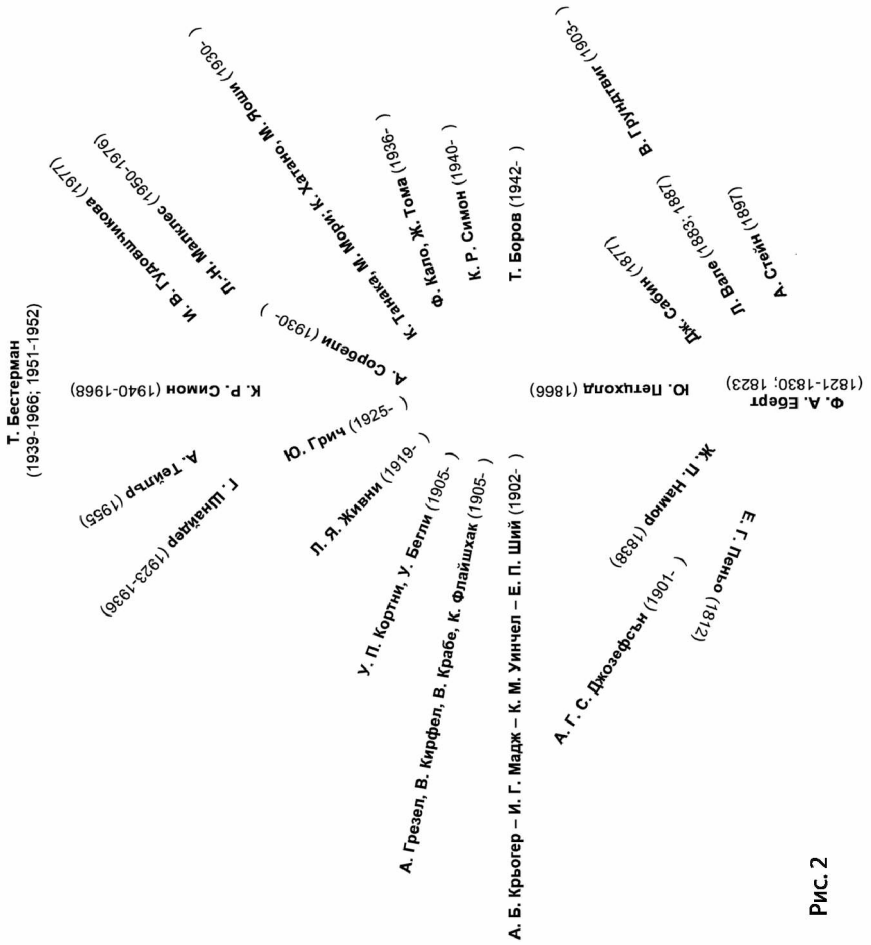 Т. Бестерман
(1939-1966; 1951-1952)
И. В. Гудовщикова (1977)
Л.-Н. Малклес (1950-1976)
К. Р. Симон (1940-1968)
А. Тейлър (1955)
Г. Шнайдер (1923-1936)
А. Сорбели (1930- )
Ю. Грич (1925- )
Л. Я. Живни (1919- )
У. П. Кортни, У. Бегли (1905- )
А. Грезел, В. Кирфел, В. Крабе, К. Флайшхак (1905- )
А. Б. Крьогер – И. Г. Мадж – К. М. Уинчел – Е. П. Ший (1902- )
К. Танака, М. Мори; К. Хатано, М. Яоши (1930- )
Ф. Кало, Ж. Тома (1936- )
К. Р. Симон (1940- )
Т. Боров (1942- )
В. Грундтвиг (1903- )
Дж. Сабин (1877)
Л. Вале (1883; 1887)
А. Стейн (1897)
Ю. Петцхолд (1866)
Ф. А. Еберт
(1821-1830; 1823)
Ж. П. Намюр (1838)
Е. Г. Пеньо (1812)
А. Г. С. Джозефсън (1901- )
Рис. 2